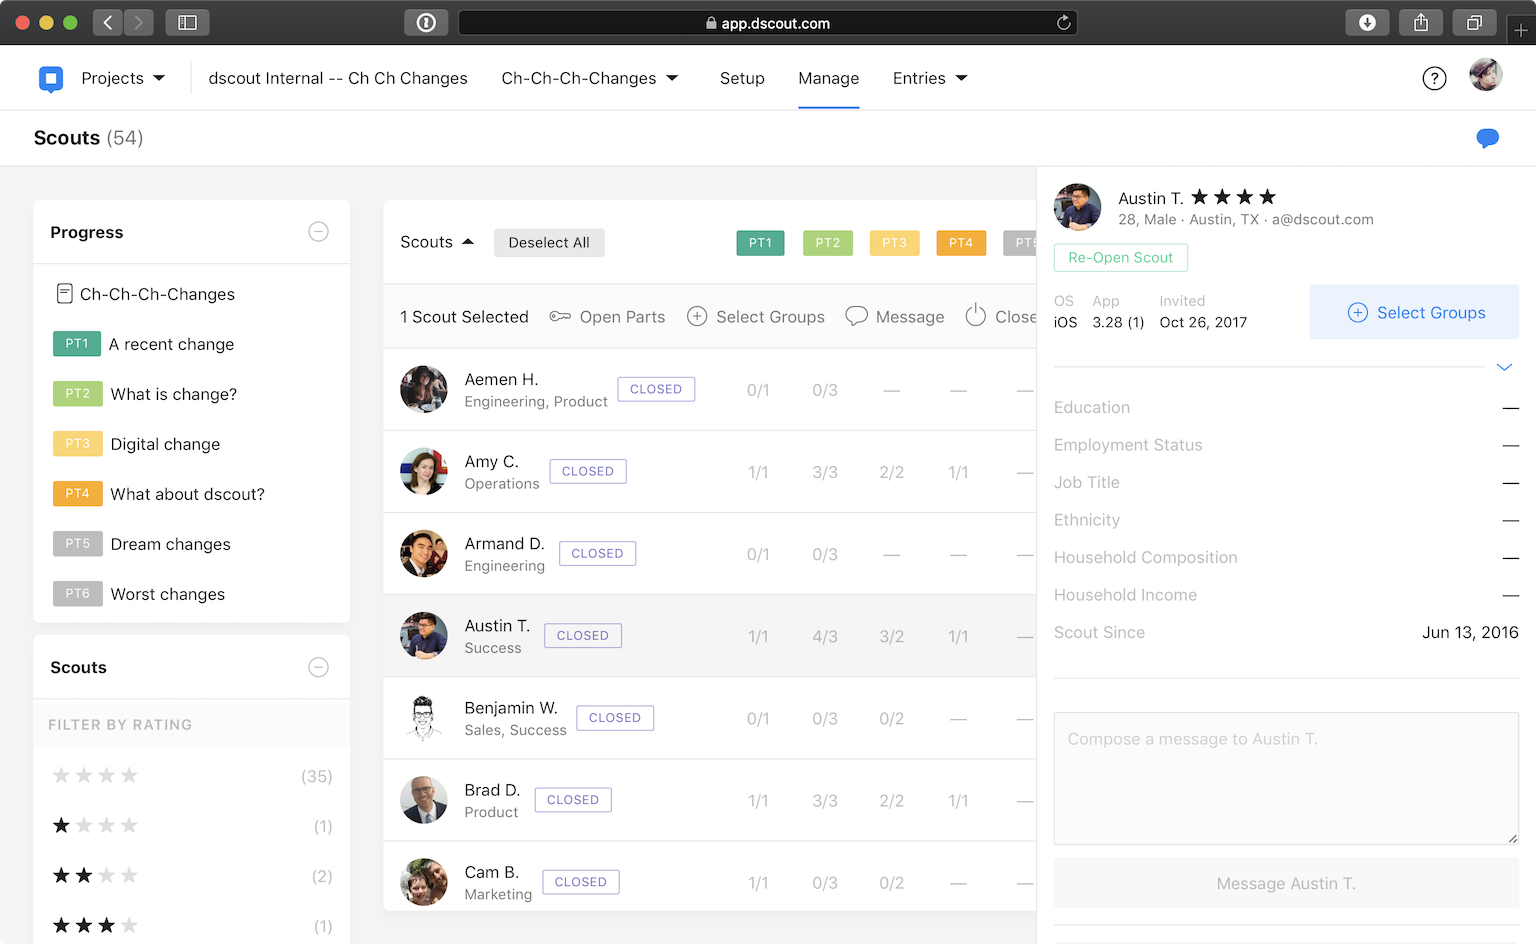 app.dscout.com
Projects
dscout Internal -- Ch Ch Changes
Ch-Ch-Ch-Changes
Setup
Manage
Entries
?
Scouts (54)
Progress
Ch-Ch-Ch-Changes
PT1 A recent change
PT2 What is change?
PT3 Digital change
PT4 What about dscout?
PT5 Dream changes
PT6 Worst changes
Scouts
FILTER BY RATING
(35)
(1)
(2)
(1)
Scouts
Deselect All
PT1 PT2 PT3 PT4 PT5
1 Scout Selected
Open Parts
Select Groups
Message
Close
Aemen H.
Engineering, Product
CLOSED
0/1 0/3 — — —
Amy C.
Operations
CLOSED
1/1 3/3 2/2 1/1 —
Armand D.
Engineering
CLOSED
0/1 0/3 — — —
Austin T.
Success
CLOSED
1/1 4/3 3/2 1/1 —
Benjamin W.
Sales, Success
CLOSED
0/1 0/3 0/2 — —
Brad D.
Product
CLOSED
1/1 3/3 2/2 1/1 —
Cam B.
Marketing
CLOSED
1/1 0/3 0/2 — —
Austin T. ★ ★ ★ ★
28, Male · Austin, TX · a@dscout.com
Re-Open Scout
OS App Invited
iOS 3.28 (1) Oct 26, 2017
Select Groups
Education —
Employment Status —
Job Title —
Ethnicity —
Household Composition —
Household Income —
Scout Since Jun 13, 2016
Compose a message to Austin T.
Message Austin T.